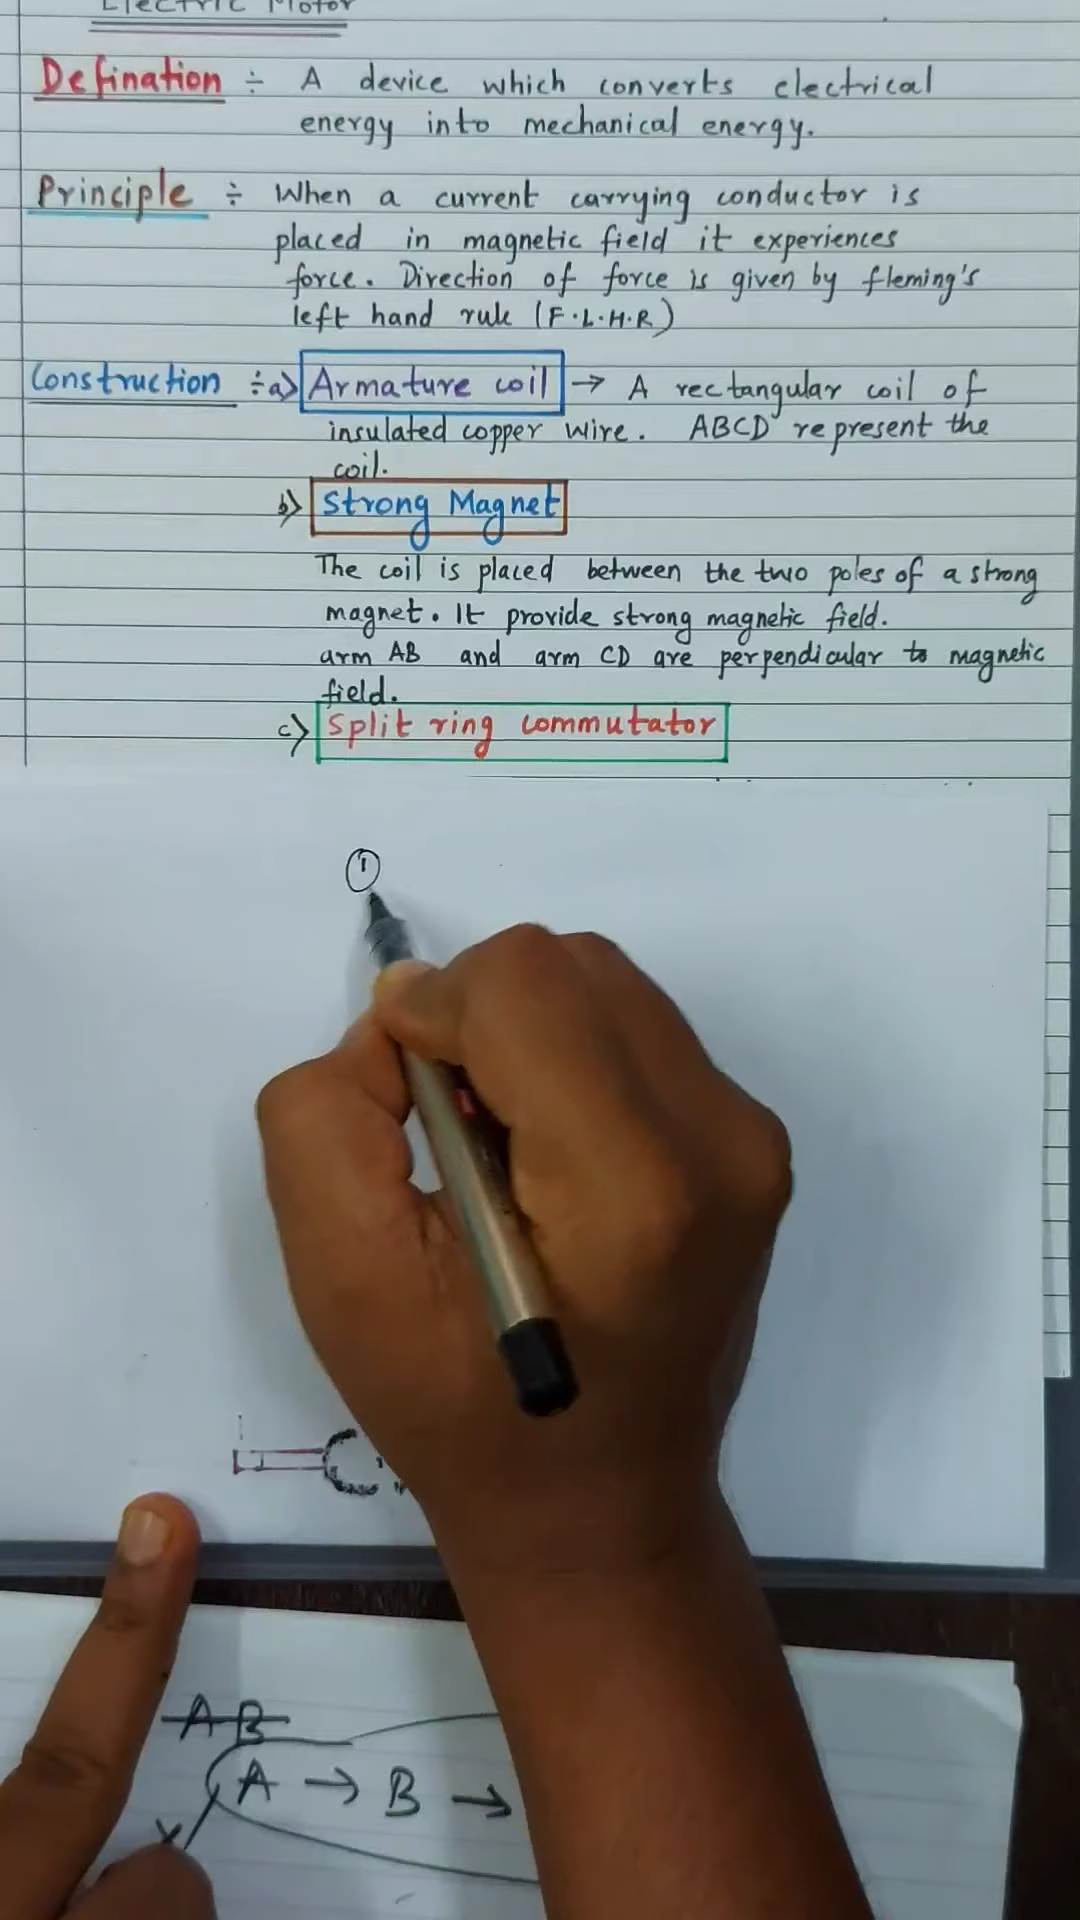 Electric Motor
Defination ÷ A device which converts electrical
energy into mechanical energy.
Principle ÷ When a current carrying conductor is
placed in magnetic field it experiences
force. Direction of force is given by fleming's
left hand rule (F.L.H.R)
Construction ÷ a) Armature coil → A rectangular coil of
insulated copper wire. ABCD represent the
coil.
b) Strong Magnet
The coil is placed between the two poles of a strong
magnet. It provide strong magnetic field.
arm AB and arm CD are perpendicular to magnetic
field.
c) Split ring commutator
1
AB
A → B →